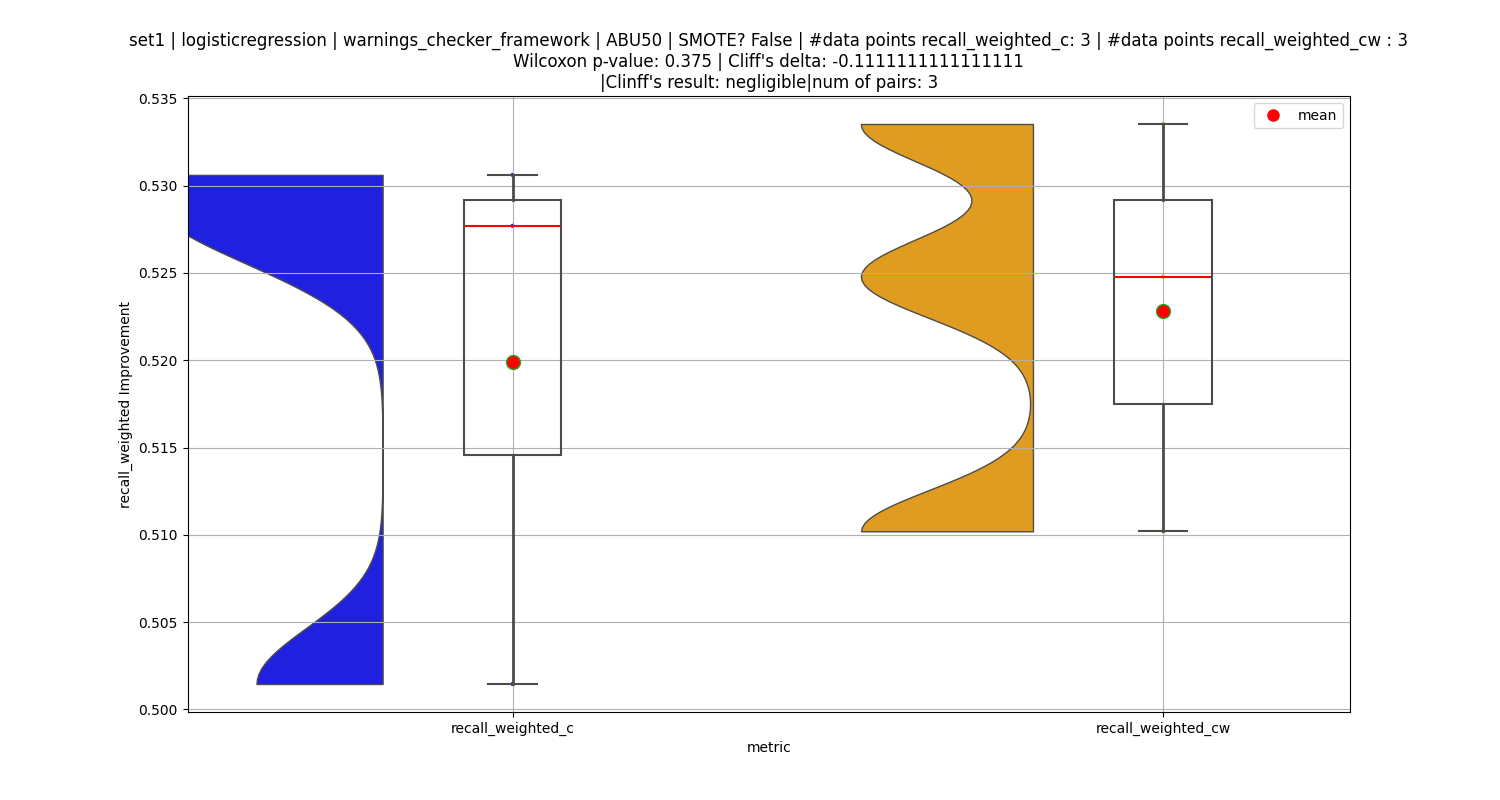 set1 | logisticregression | warnings_checker_framework | ABU50 | SMOTE? False | #data points recall_weighted_c: 3 | #data points recall_weighted_cw : 3
Wilcoxon p-value: 0.375 | Cliff's delta: -0.1111111111111111
|Clinff's result: negligible|num of pairs: 3
mean
0.535
0.530
0.525
0.520
0.515
0.510
0.505
0.500
recall_weighted Improvement
recall_weighted_c
recall_weighted_cw
metric